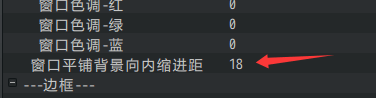 窗口色调-红 0
窗口色调-绿 0
窗口色调-蓝 0
窗口平铺背景向内缩进距 18
---边框---